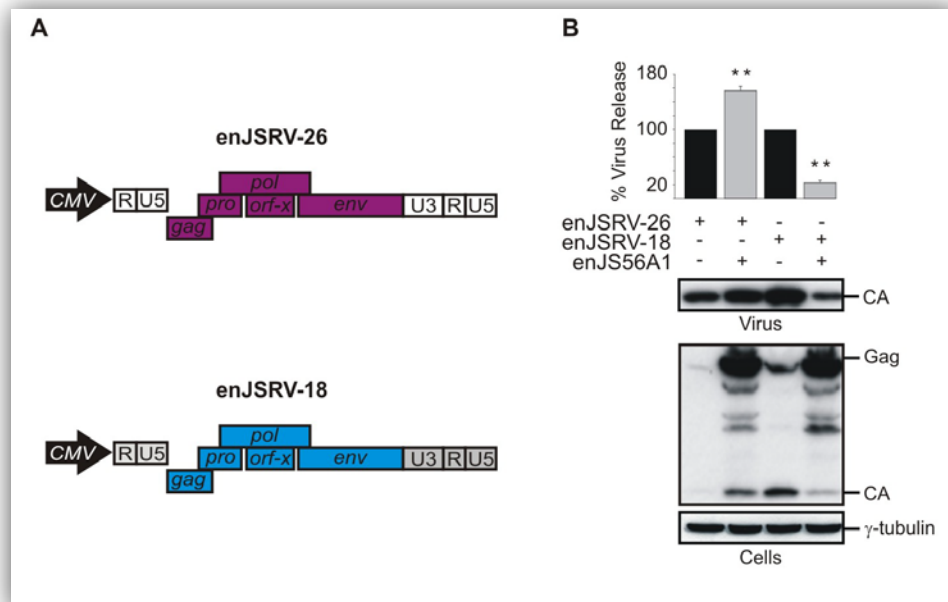 A
enJSRV-26
CMV R U5 gag pro pol orf-x env U3 R U5
enJSRV-18
CMV R U5 gag pro pol orf-x env U3 R U5
B
% Virus Release
180
100
20
** **
enJSRV-26 + + - -
enJSRV-18 - - + +
enJS56A1 - + - +
CA
Virus
Gag
CA
γ-tubulin
Cells